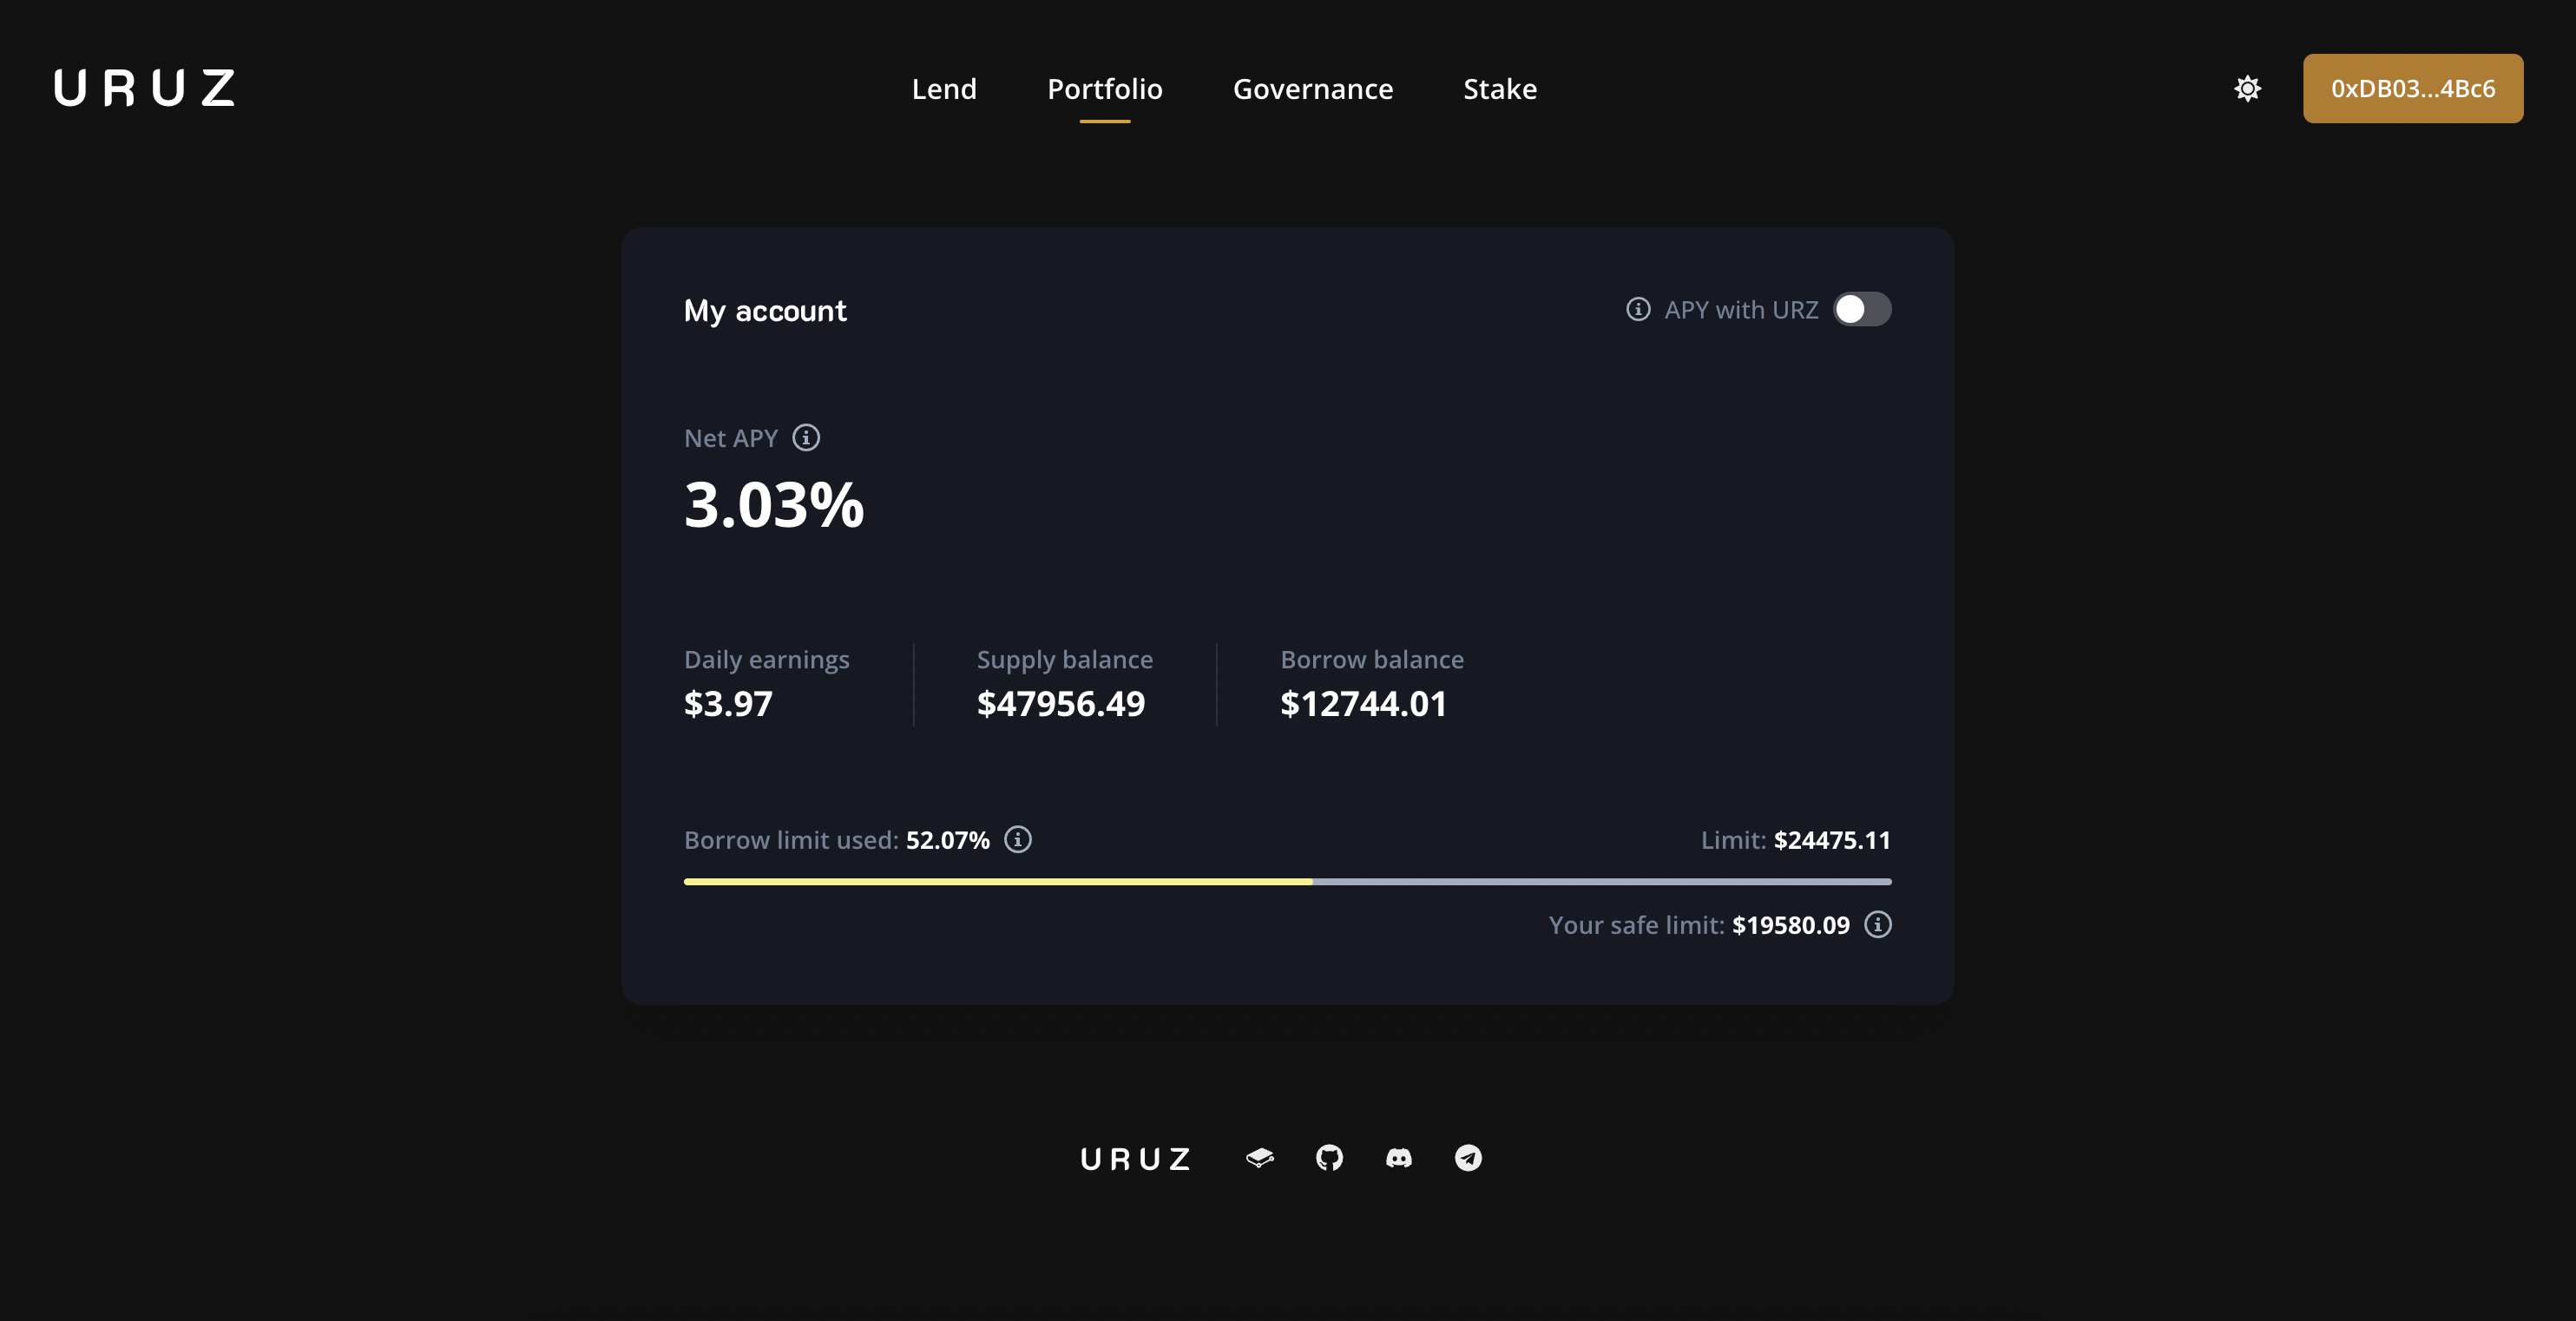 URUZ
Lend
Portfolio
Governance
Stake
0xDB03...4Bc6
My account
APY with URZ
Net APY
3.03%
Daily earnings
$3.97
Supply balance
$47956.49
Borrow balance
$12744.01
Borrow limit used: 52.07%
Limit: $24475.11
Your safe limit: $19580.09
URUZ